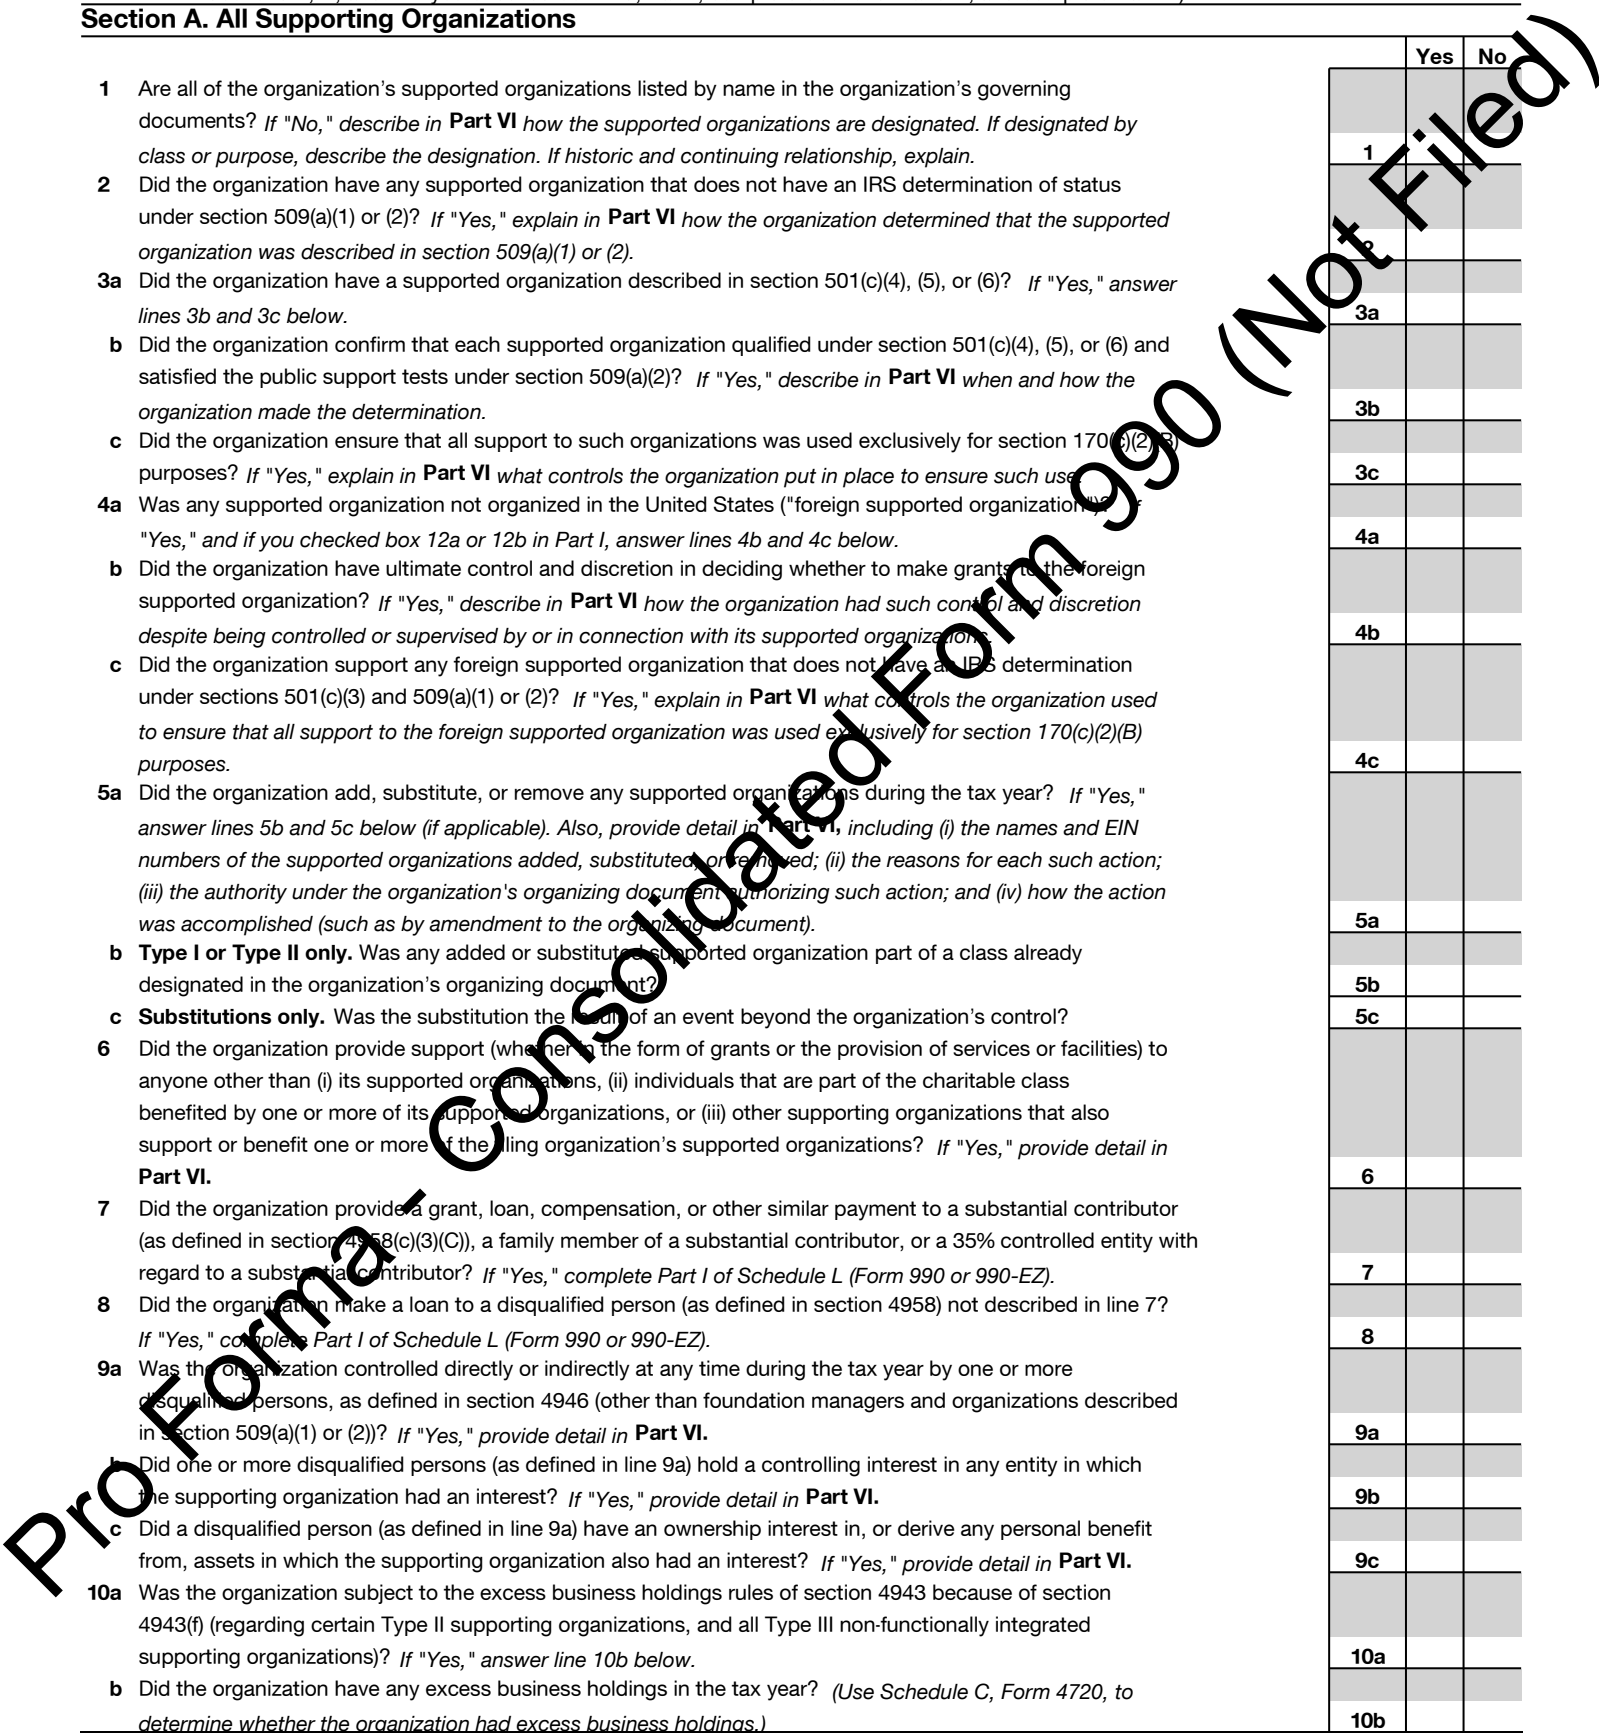 Section A. All Supporting Organizations
Yes No
1 Are all of the organization’s supported organizations listed by name in the organization’s governing
documents? If "No," describe in Part VI how the supported organizations are designated. If designated by
class or purpose, describe the designation. If historic and continuing relationship, explain. 1
2 Did the organization have any supported organization that does not have an IRS determination of status
under section 509(a)(1) or (2)? If "Yes," explain in Part VI how the organization determined that the supported
organization was described in section 509(a)(1) or (2). 2
3a Did the organization have a supported organization described in section 501(c)(4), (5), or (6)? If "Yes," answer
lines 3b and 3c below. 3a
b Did the organization confirm that each supported organization qualified under section 501(c)(4), (5), or (6) and
satisfied the public support tests under section 509(a)(2)? If "Yes," describe in Part VI when and how the
organization made the determination. 3b
c Did the organization ensure that all support to such organizations was used exclusively for section 170(c)(2)(B)
purposes? If "Yes," explain in Part VI what controls the organization put in place to ensure such use. 3c
4a Was any supported organization not organized in the United States ("foreign supported organization")? If
"Yes," and if you checked box 12a or 12b in Part I, answer lines 4b and 4c below. 4a
b Did the organization have ultimate control and discretion in deciding whether to make grants to the foreign
supported organization? If "Yes," describe in Part VI how the organization had such control and discretion
despite being controlled or supervised by or in connection with its supported organizations. 4b
c Did the organization support any foreign supported organization that does not have an IRS determination
under sections 501(c)(3) and 509(a)(1) or (2)? If "Yes," explain in Part VI what controls the organization used
to ensure that all support to the foreign supported organization was used exclusively for section 170(c)(2)(B)
purposes. 4c
5a Did the organization add, substitute, or remove any supported organizations during the tax year? If "Yes,"
answer lines 5b and 5c below (if applicable). Also, provide detail in Part VI, including (i) the names and EIN
numbers of the supported organizations added, substituted, or removed; (ii) the reasons for each such action;
(iii) the authority under the organization's organizing document authorizing such action; and (iv) how the action
was accomplished (such as by amendment to the organizing document). 5a
b Type I or Type II only. Was any added or substituted supported organization part of a class already
designated in the organization’s organizing document? 5b
c Substitutions only. Was the substitution the result of an event beyond the organization’s control? 5c
6 Did the organization provide support (whether in the form of grants or the provision of services or facilities) to
anyone other than (i) its supported organizations, (ii) individuals that are part of the charitable class
benefited by one or more of its supported organizations, or (iii) other supporting organizations that also
support or benefit one or more of the filing organization’s supported organizations? If "Yes," provide detail in
Part VI. 6
7 Did the organization provide a grant, loan, compensation, or other similar payment to a substantial contributor
(as defined in section 4958(c)(3)(C)), a family member of a substantial contributor, or a 35% controlled entity with
regard to a substantial contributor? If "Yes," complete Part I of Schedule L (Form 990 or 990-EZ). 7
8 Did the organization make a loan to a disqualified person (as defined in section 4958) not described in line 7?
If "Yes," complete Part I of Schedule L (Form 990 or 990-EZ). 8
9a Was the organization controlled directly or indirectly at any time during the tax year by one or more
disqualified persons, as defined in section 4946 (other than foundation managers and organizations described
in section 509(a)(1) or (2))? If "Yes," provide detail in Part VI. 9a
b Did one or more disqualified persons (as defined in line 9a) hold a controlling interest in any entity in which
the supporting organization had an interest? If "Yes," provide detail in Part VI. 9b
c Did a disqualified person (as defined in line 9a) have an ownership interest in, or derive any personal benefit
from, assets in which the supporting organization also had an interest? If "Yes," provide detail in Part VI. 9c
10a Was the organization subject to the excess business holdings rules of section 4943 because of section
4943(f) (regarding certain Type II supporting organizations, and all Type III non-functionally integrated
supporting organizations)? If "Yes," answer line 10b below. 10a
b Did the organization have any excess business holdings in the tax year? (Use Schedule C, Form 4720, to
determine whether the organization had excess business holdings.) 10b
Pro Forma - Consolidated Form 990 (Not Filed)